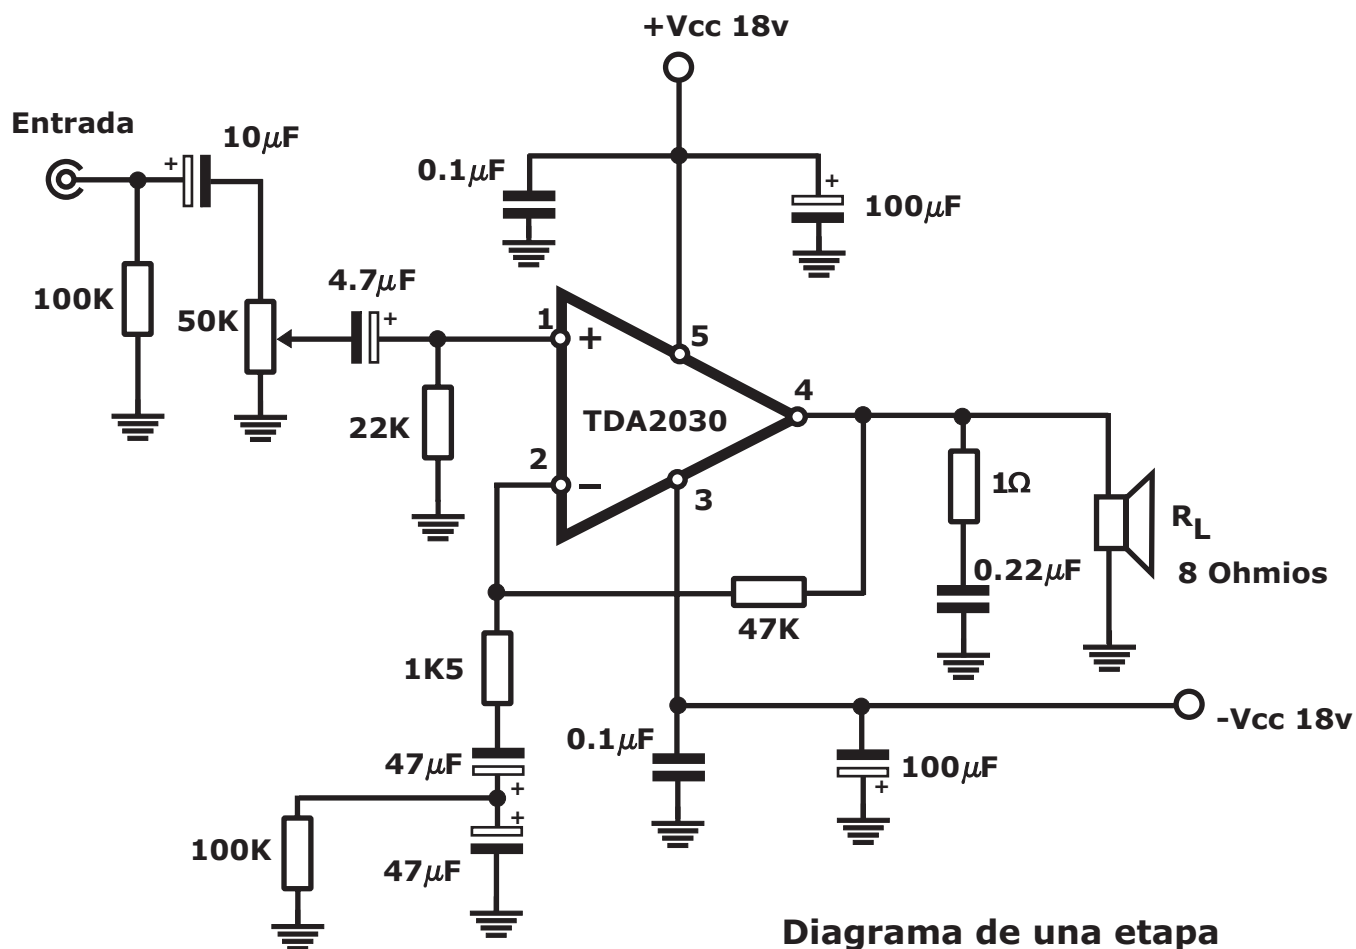 +Vcc 18v
Entrada
+
10μF
0.1μF
+
100μF
100K
50K
4.7μF
+
1
+
5
22K
TDA2030
4
2
−
3
1Ω
R_L
8 Ohmios
0.22μF
47K
1K5
-Vcc 18v
0.1μF
47μF
+
100μF
+
+
100K
47μF
Diagrama de una etapa